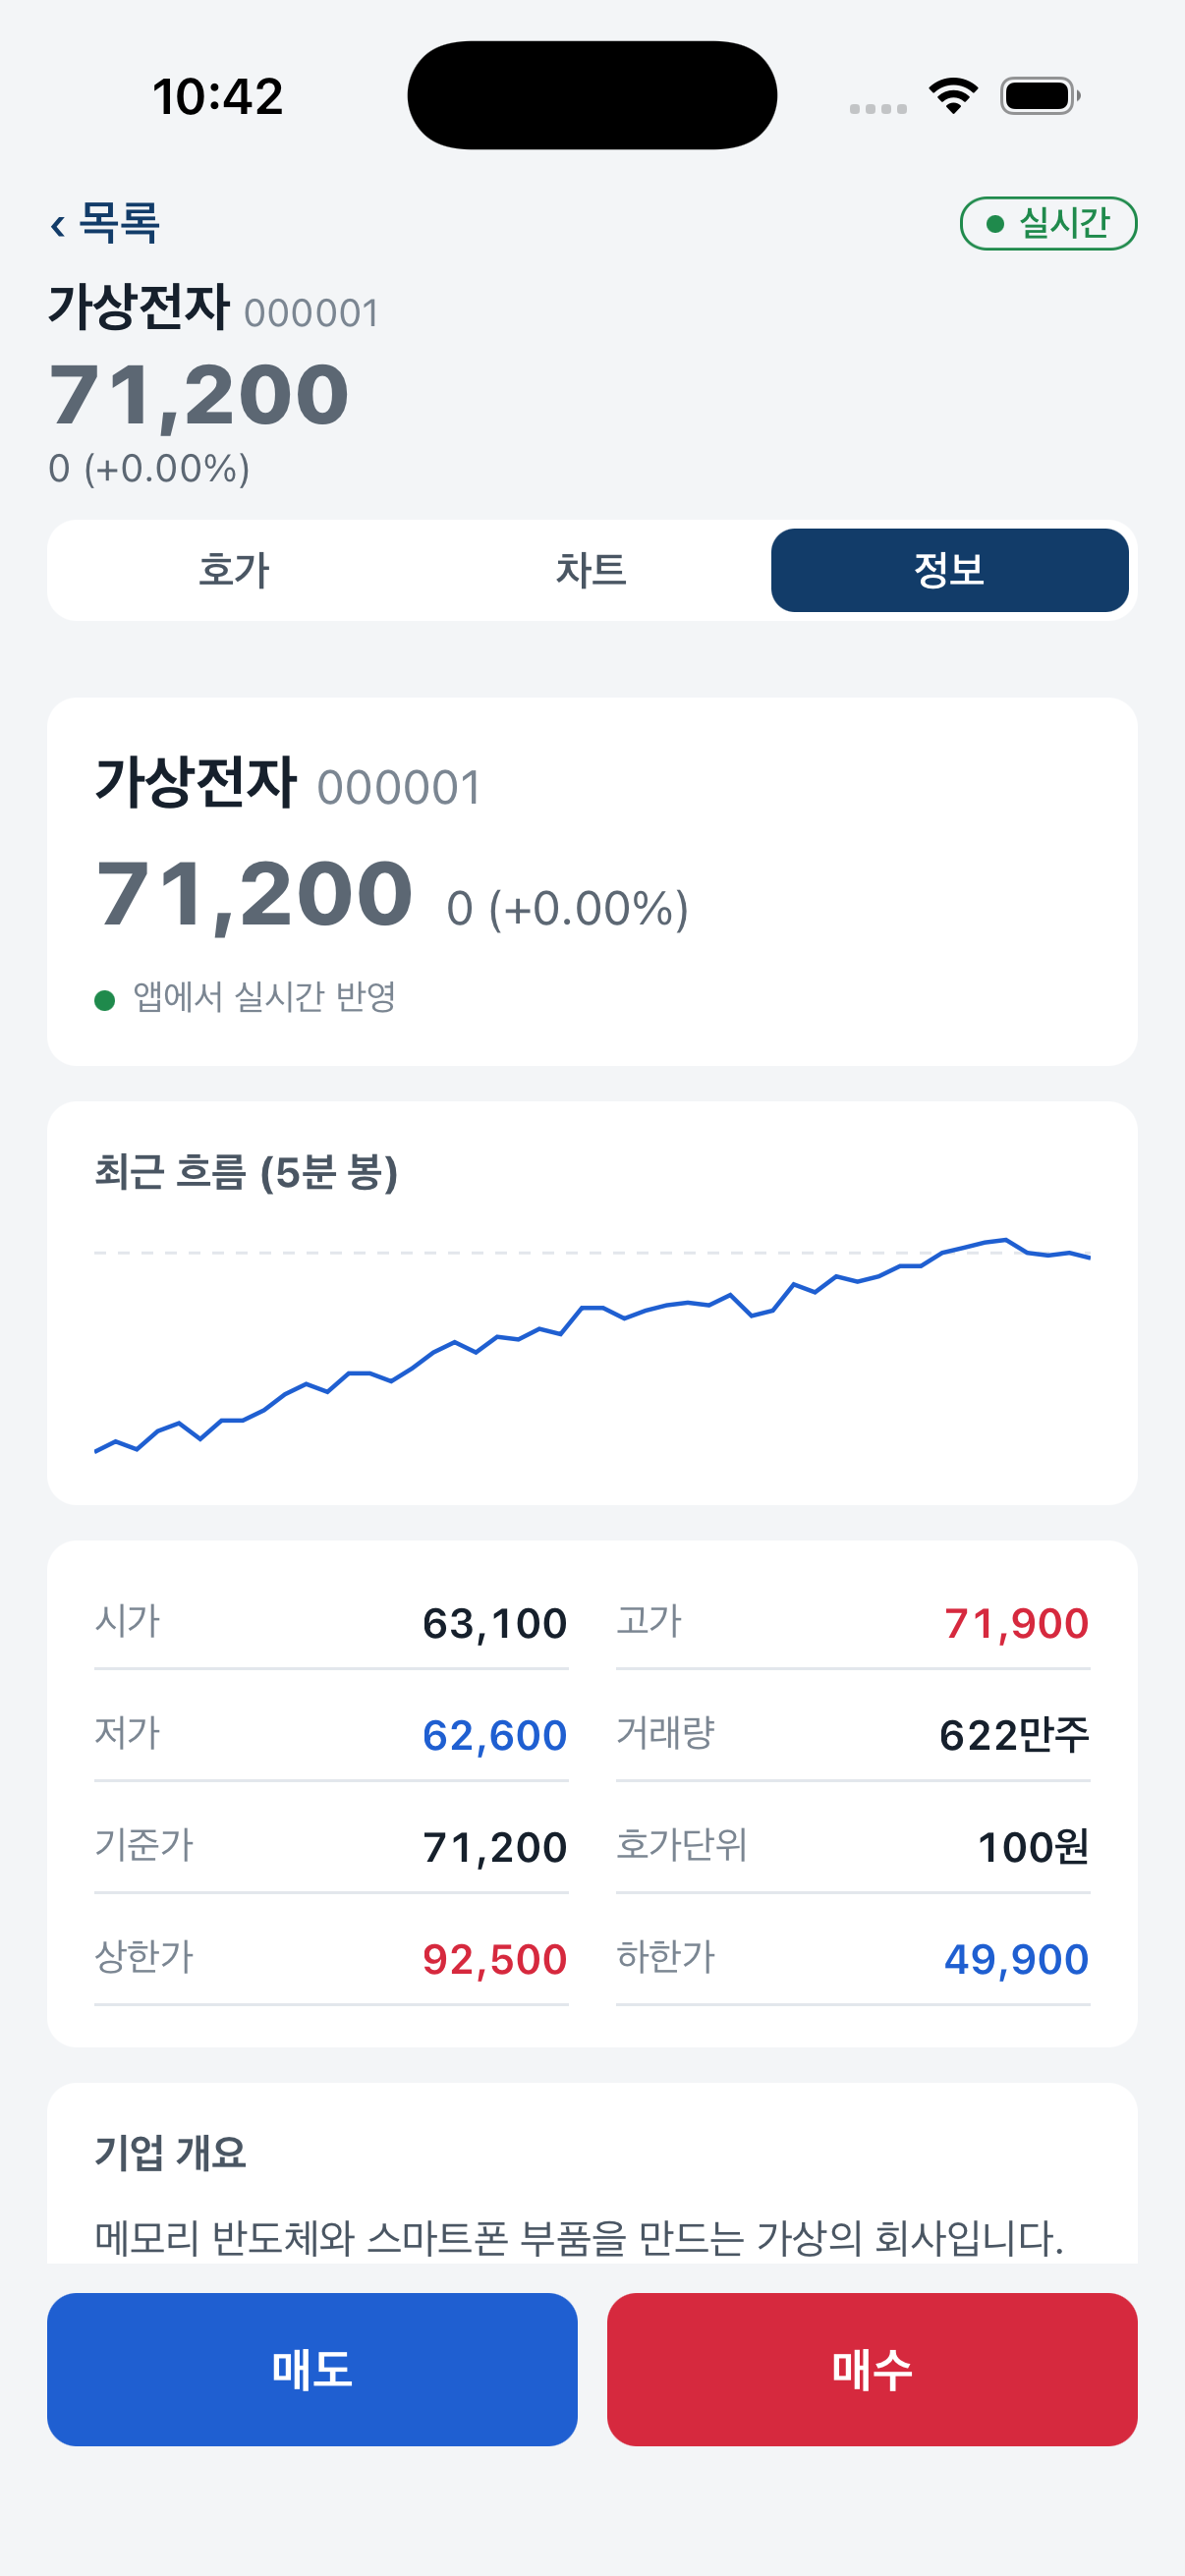 10:42
‹ 목록
실시간
가상전자 000001
71,200
0 (+0.00%)
호가 차트 정보
가상전자 000001
71,200 0 (+0.00%)
앱에서 실시간 반영
최근 흐름 (5분 봉)
시가 63,100 고가 71,900
저가 62,600 거래량 622만주
기준가 71,200 호가단위 100원
상한가 92,500 하한가 49,900
기업 개요
메모리 반도체와 스마트폰 부품을 만드는 가상의 회사입니다.
매도 매수